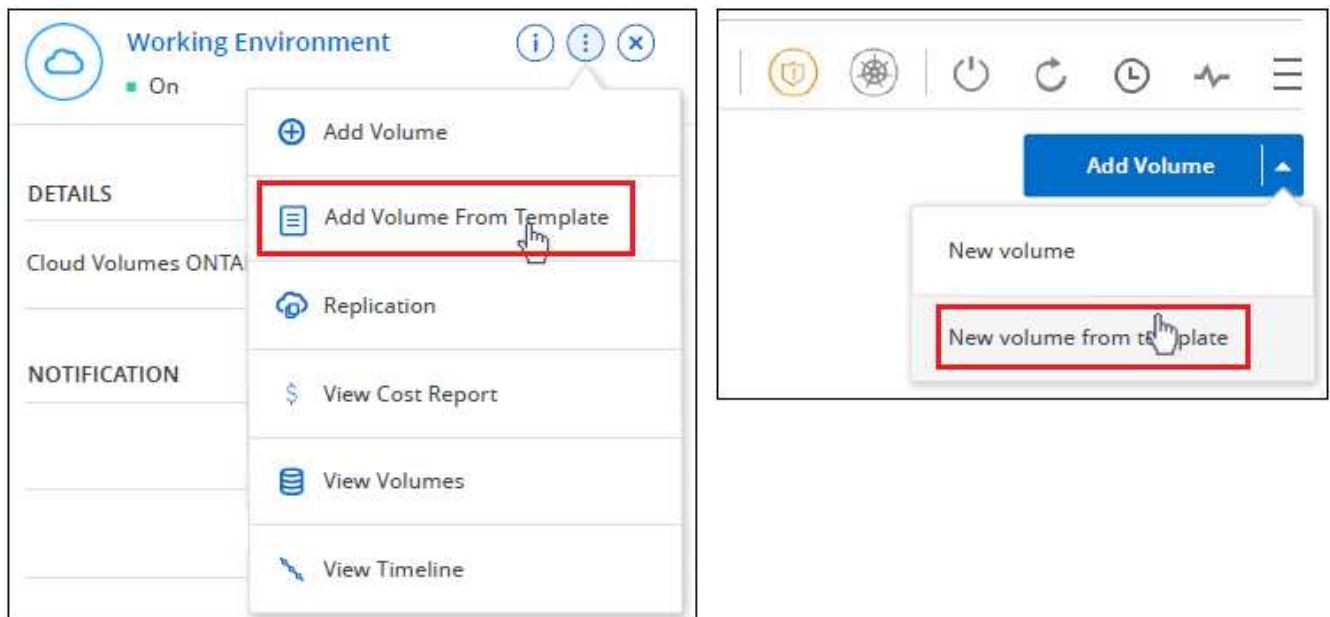 Working Environment
On
Add Volume
DETAILS
Add Volume From Template
Cloud Volumes ONTA
Replication
NOTIFICATION
View Cost Report
View Volumes
View Timeline
Add Volume
New volume
New volume from template